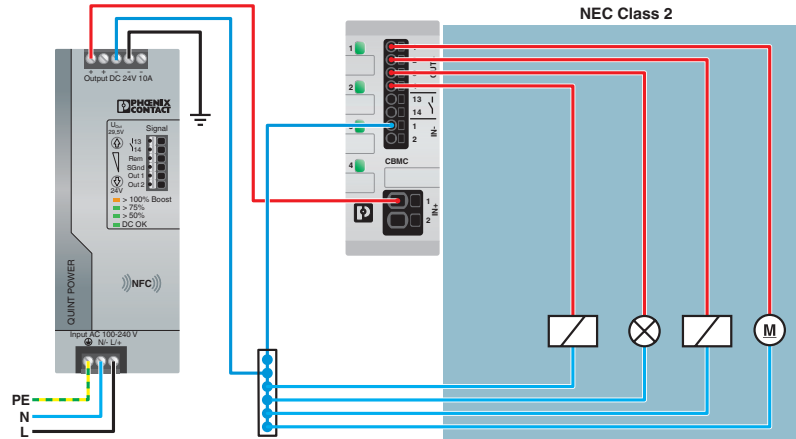 NEC Class 2
+ + − − −
Output DC 24V 10A
PHŒNIX
CONTACT
UOut
29,5V
Signal
13
14
Rem
SGnd
Out 1
Out 2
24V
> 100% Boost
> 75%
> 50%
DC OK
NFC
QUINT POWER
Input AC 100-240 V
N/- L/+
PE
N
L
1
2
4
OUT
13
14
1
2
IN-
CBMC
1
2
IN+
M